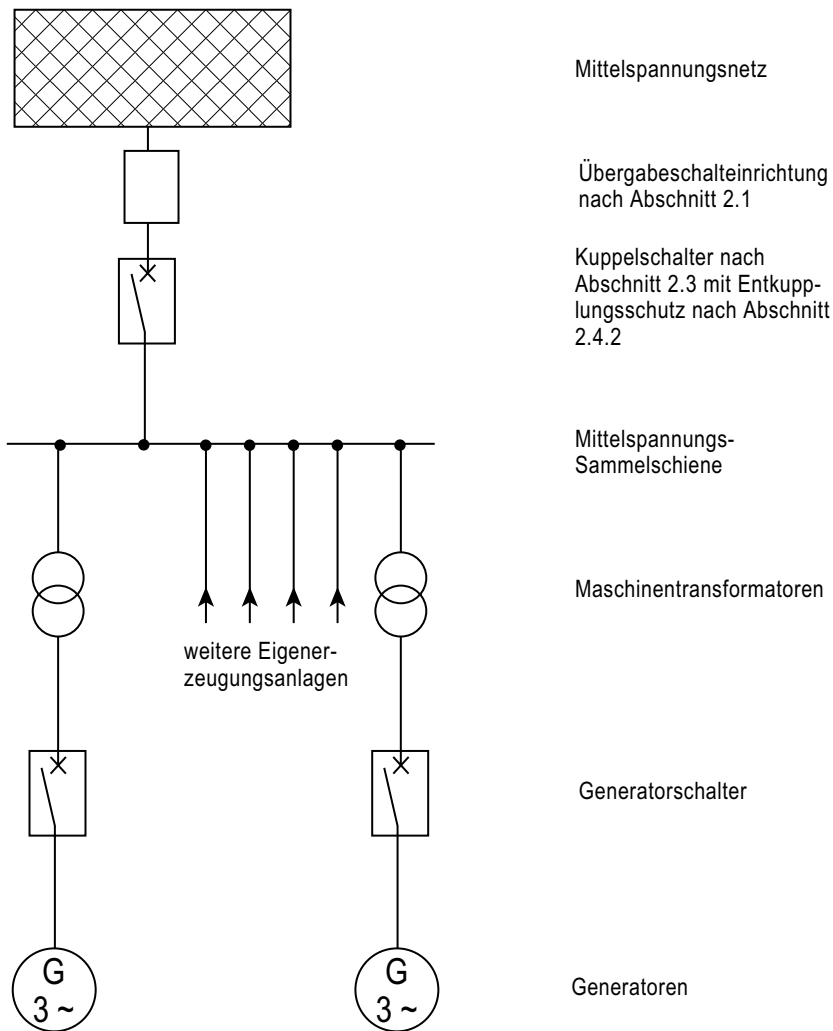 Mittelspannungsnetz
Übergabeschalteinrichtung
nach Abschnitt 2.1
Kuppelschalter nach
Abschnitt 2.3 mit Entkupp-
lungsschutz nach Abschnitt
2.4.2
Mittelspannungs-
Sammelschiene
Maschinentransformatoren
weitere Eigener-
zeugungsanlagen
Generatorschalter
G
3 ~
G
3 ~
Generatoren